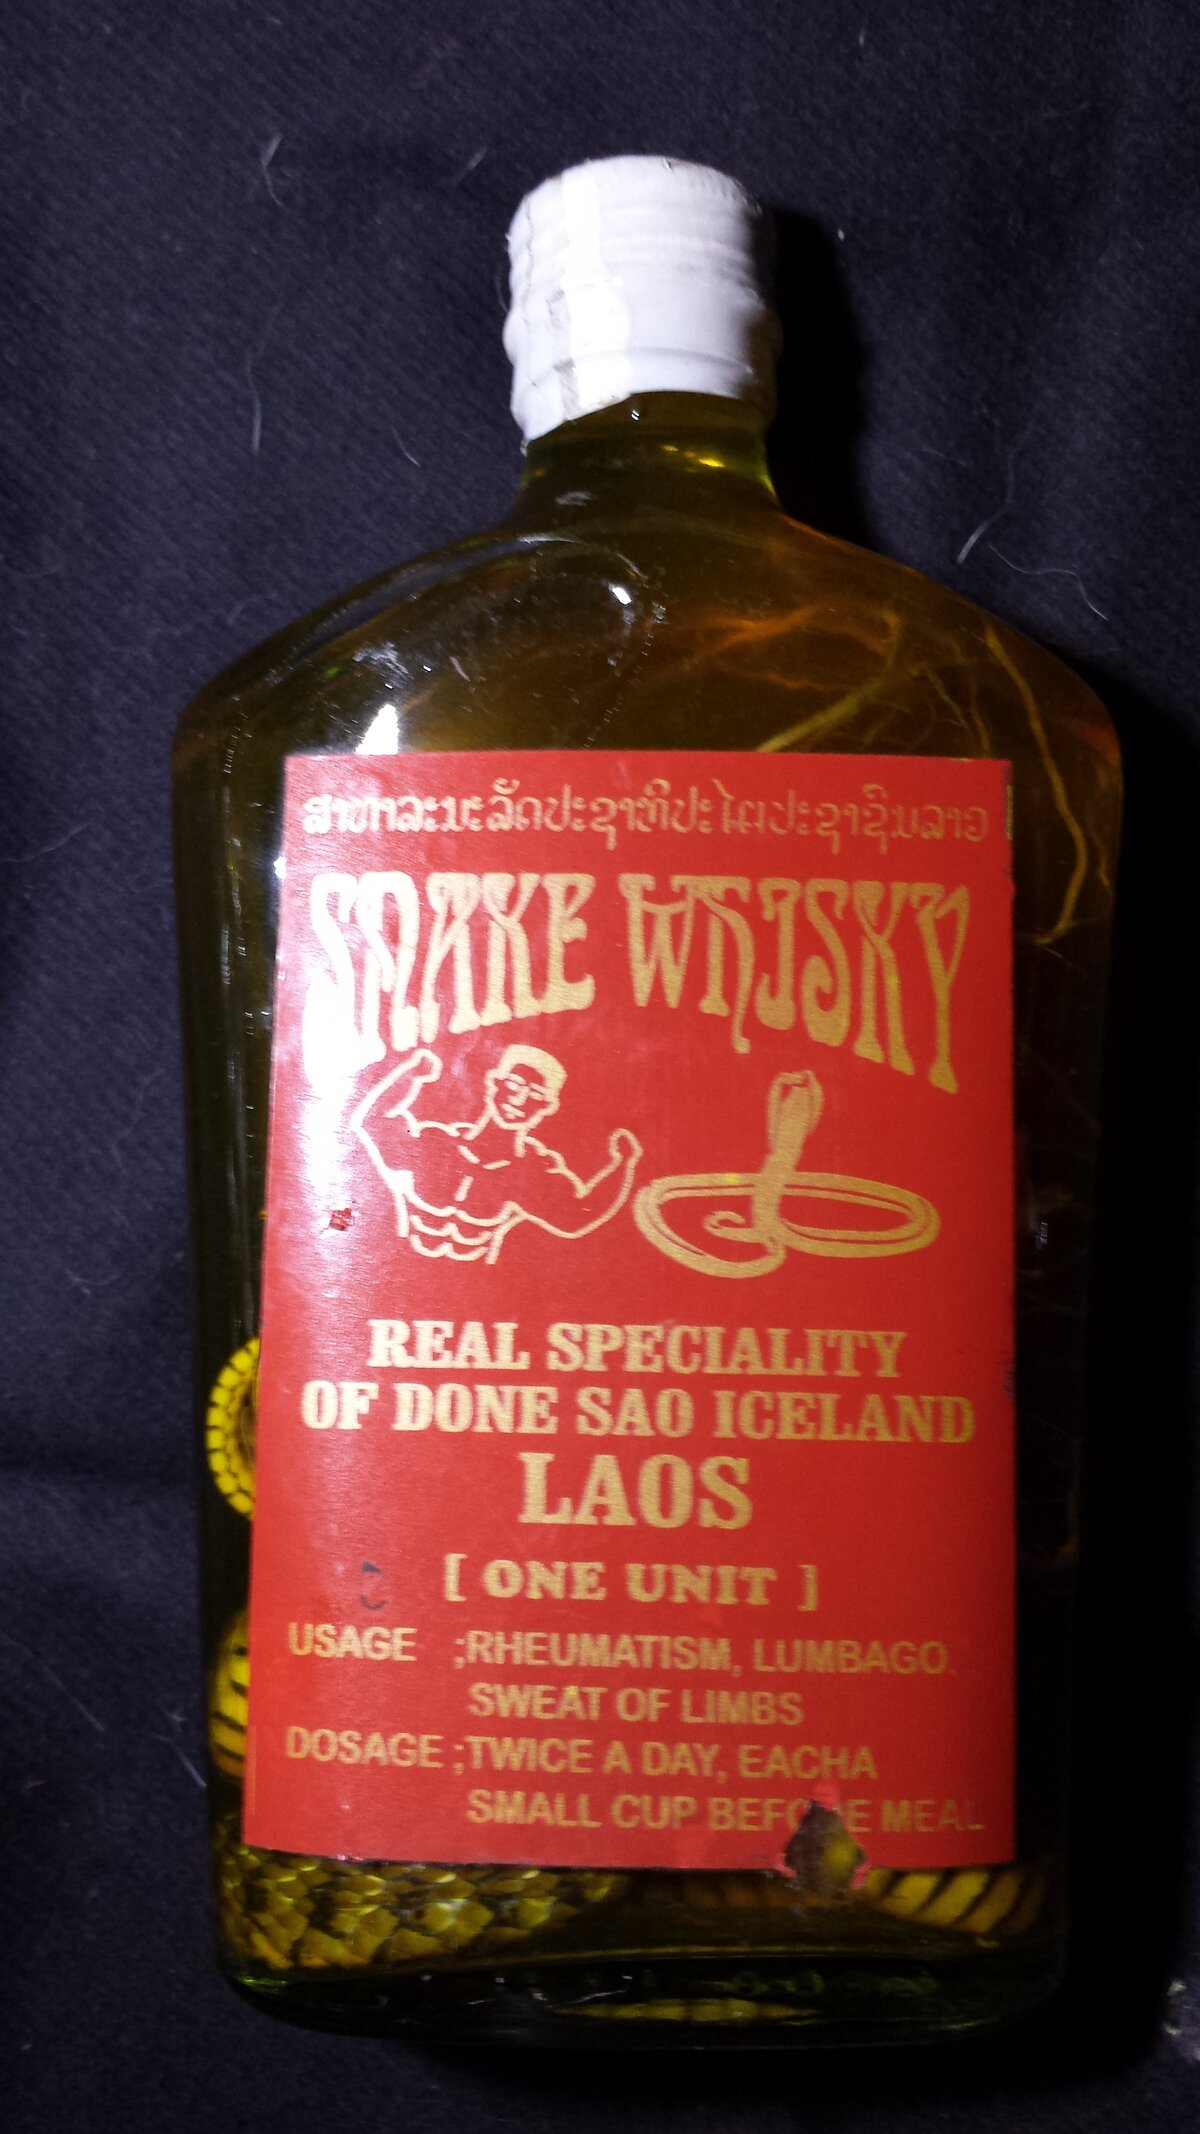 ສາທາລະນະລັດປະຊາທິປະໄຕປະຊາຊົນລາວ
SNAKE WHISKY
REAL SPECIALITY
OF DONE SAO ICELAND
LAOS
[ ONE UNIT ]
USAGE ;RHEUMATISM, LUMBAGO
SWEAT OF LIMBS
DOSAGE ;TWICE A DAY, EACHA
SMALL CUP BEFORE MEAL